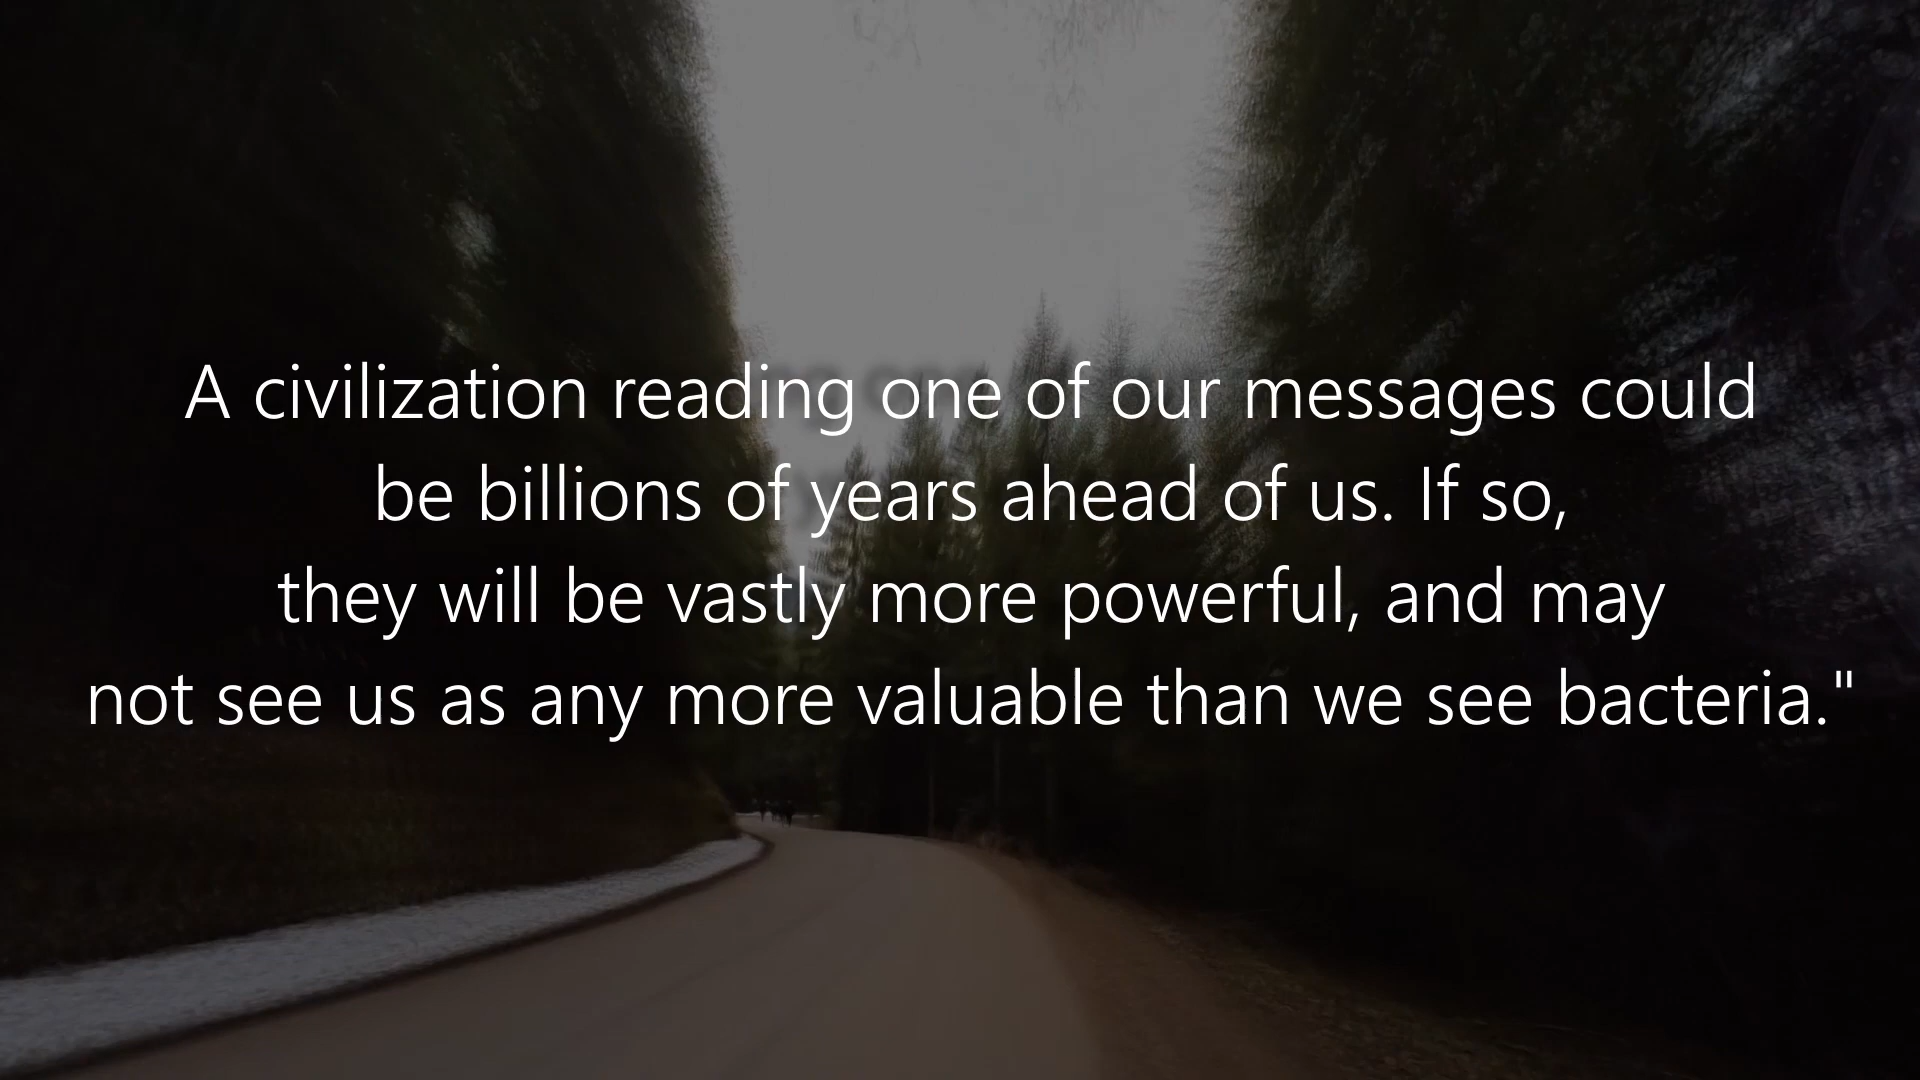 A civilization reading one of our messages could
be billions of years ahead of us. If so,
they will be vastly more powerful, and may
not see us as any more valuable than we see bacteria."